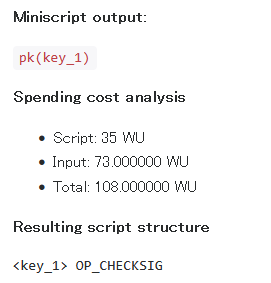 Miniscript output:
pk(key_1)
Spending cost analysis
Script: 35 WU
Input: 73.000000 WU
Total: 108.000000 WU
Resulting script structure
<key_1> OP_CHECKSIG